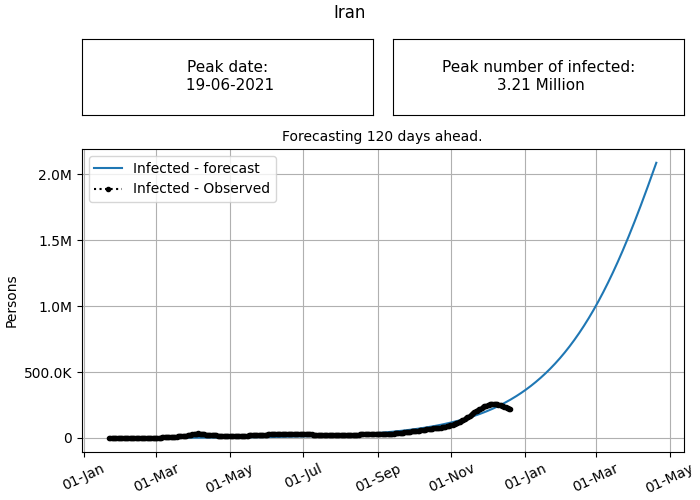 Iran
Peak date:
19-06-2021
Peak number of infected:
3.21 Million
Forecasting 120 days ahead.
Infected - forecast
Infected - Observed
2.0M
1.5M
1.0M
500.0K
0
Persons
01-Jan
01-Mar
01-May
01-Jul
01-Sep
01-Nov
01-Jan
01-Mar
01-May